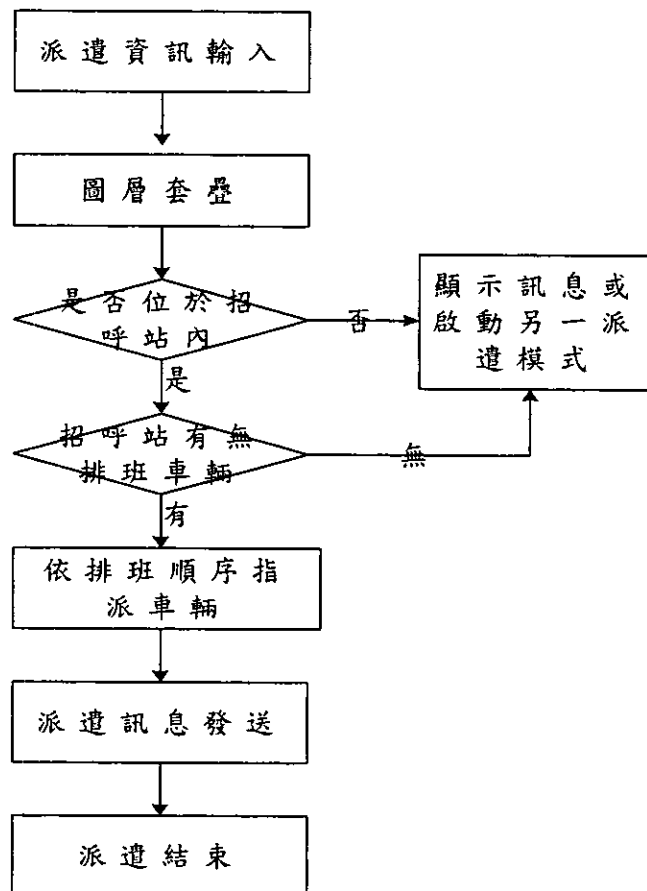 派遣資訊輸入
圖層套疊
是否位於招
呼站內
否
顯示訊息或
啟動另一派
遣模式
是
招呼站有無
排班車輛
無
有
依排班順序指
派車輛
派遣訊息發送
派遣結束